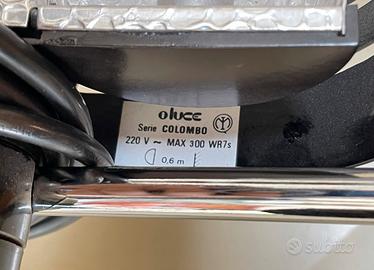 oluce
Serie COLOMBO
220 V ~ MAX 300 WR7s
0,6 m
subito